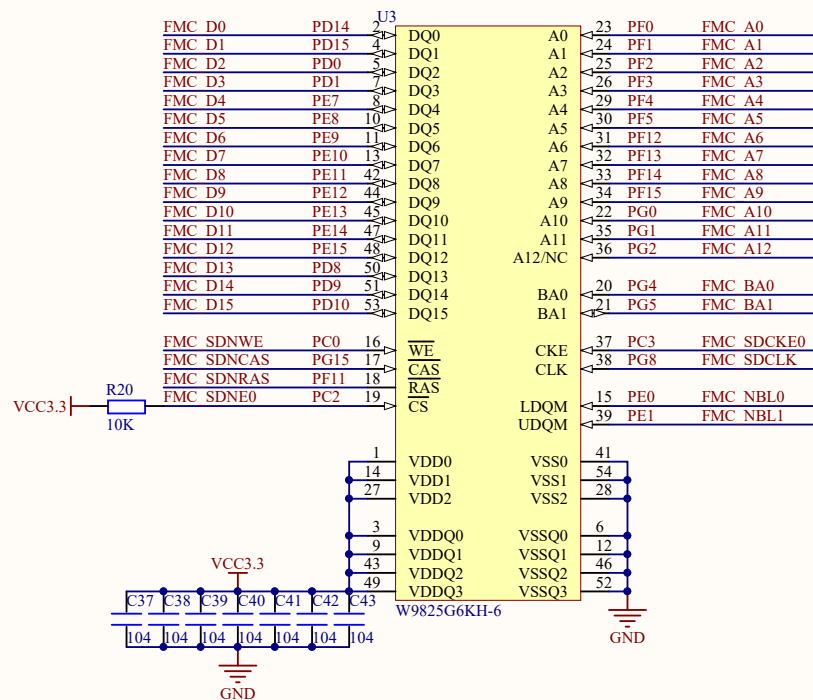 U3
FMC_D0 PD14 2 DQ0 A0 23 PF0 FMC_A0
FMC_D1 PD15 4 DQ1 A1 24 PF1 FMC_A1
FMC_D2 PD0 5 DQ2 A2 25 PF2 FMC_A2
FMC_D3 PD1 7 DQ3 A3 26 PF3 FMC_A3
FMC_D4 PE7 8 DQ4 A4 29 PF4 FMC_A4
FMC_D5 PE8 10 DQ5 A5 30 PF5 FMC_A5
FMC_D6 PE9 11 DQ6 A6 31 PF12 FMC_A6
FMC_D7 PE10 13 DQ7 A7 32 PF13 FMC_A7
FMC_D8 PE11 42 DQ8 A8 33 PF14 FMC_A8
FMC_D9 PE12 44 DQ9 A9 34 PF15 FMC_A9
FMC_D10 PE13 45 DQ10 A10 22 PG0 FMC_A10
FMC_D11 PE14 47 DQ11 A11 35 PG1 FMC_A11
FMC_D12 PE15 48 DQ12 A12/NC 36 PG2 FMC_A12
FMC_D13 PD8 50 DQ13
FMC_D14 PD9 51 DQ14 BA0 20 PG4 FMC_BA0
FMC_D15 PD10 53 DQ15 BA1 21 PG5 FMC_BA1
FMC_SDNWE PC0 16 WE CKE 37 PC3 FMC_SDCKE0
FMC_SDNCAS PG15 17 CAS CLK 38 PG8 FMC_SDCLK
FMC_SDNRAS PF11 18 RAS
VCC3.3 R20 10K FMC_SDNE0 PC2 19 CS LDQM 15 PE0 FMC_NBL0
UDQM 39 PE1 FMC_NBL1
1 VDD0 VSS0 41
14 VDD1 VSS1 54
27 VDD2 VSS2 28
3 VDDQ0 VSSQ0 6
9 VDDQ1 VSSQ1 12
43 VDDQ2 VSSQ2 46
49 VDDQ3 VSSQ3 52
VCC3.3
C37 C38 C39 C40 C41 C42 C43
W9825G6KH-6
104 104 104 104 104 104 104
GND
GND